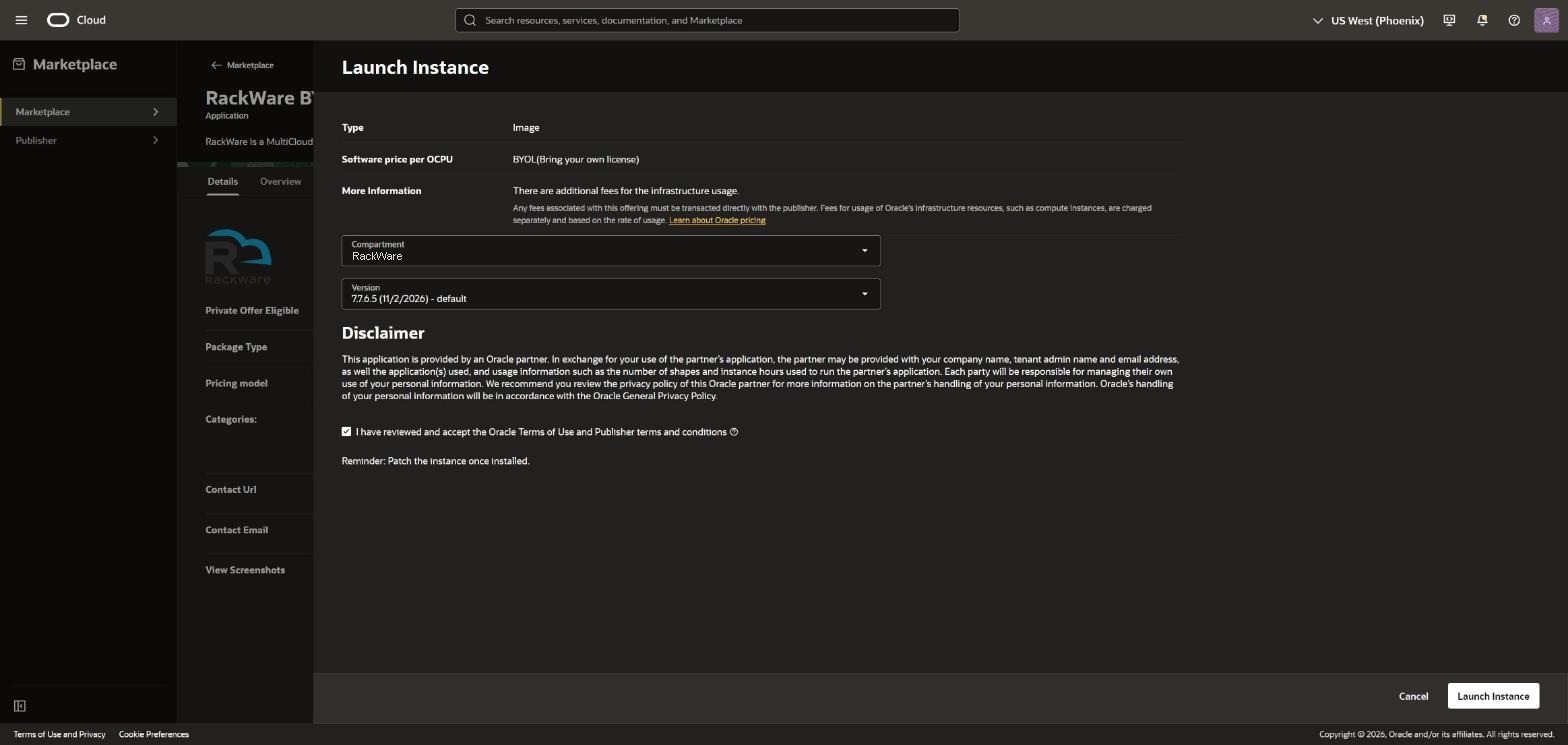 Cloud
Search resources, services, documentation, and Marketplace
US West (Phoenix)
Marketplace
Marketplace
Publisher
Marketplace
RackWare BY
Application
RackWare is a MultiCloud
Details Overview
RACKWARE
Private Offer Eligible
Package Type
Pricing model
Categories:
Contact Url
Contact Email
View Screenshots
Launch Instance
Type Image
Software price per OCPU BYOL(Bring your own license)
More Information There are additional fees for the infrastructure usage.
Any fees associated with this offering must be transacted directly with the publisher. Fees for usage of Oracle's infrastructure resources, such as compute instances, are charged
separately and based on the rate of usage. Learn about Oracle pricing
Compartment
RackWare
Version
7.7.6.5 (11/2/2026) - default
Disclaimer
This application is provided by an Oracle partner. In exchange for your use of the partner's application, the partner may be provided with your company name, tenant admin name and email address,
as well the application(s) used, and usage information such as the number of shapes and instance hours used to run the partner's application. Each party will be responsible for managing their own
use of your personal information. We recommend you review the privacy policy of this Oracle partner for more information on the partner's handling of your personal information. Oracle's handling
of your personal information will be in accordance with the Oracle General Privacy Policy.
I have reviewed and accept the Oracle Terms of Use and Publisher terms and conditions
Reminder: Patch the instance once installed.
Cancel Launch Instance
Terms of Use and Privacy Cookie Preferences
Copyright © 2026, Oracle and/or its affiliates. All rights reserved.